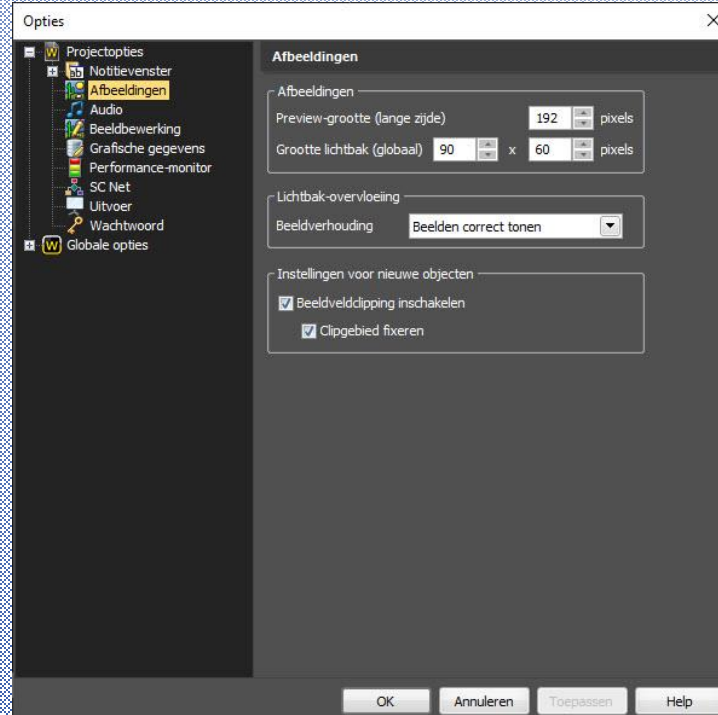 Opties
Projectopties
Notitievenster
Afbeeldingen
Audio
Beeldbewerking
Grafische gegevens
Performance-monitor
SC Net
Uitvoer
Wachtwoord
Globale opties
Afbeeldingen
Afbeeldingen
Preview-grootte (lange zijde) 192 pixels
Grootte lichtbak (globaal) 90 x 60 pixels
Lichtbak-overvloeiing
Beeldverhouding Beelden correct tonen
Instellingen voor nieuwe objecten
Beeldveldclipping inschakelen
Clipgebied fixeren
OK Annuleren Toepassen Help